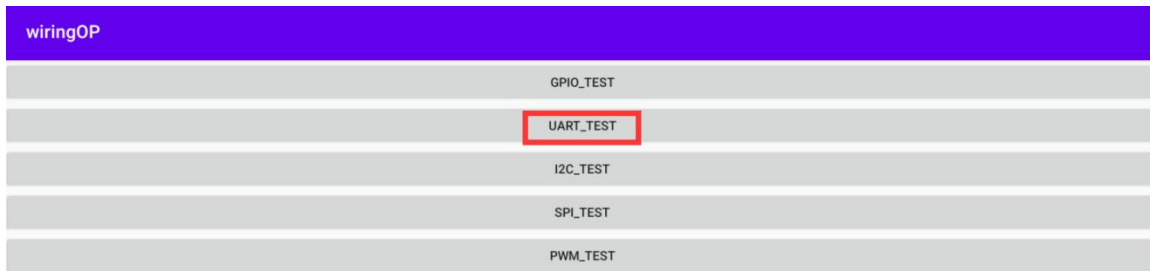 wiringOP
GPIO_TEST
UART_TEST
I2C_TEST
SPI_TEST
PWM_TEST